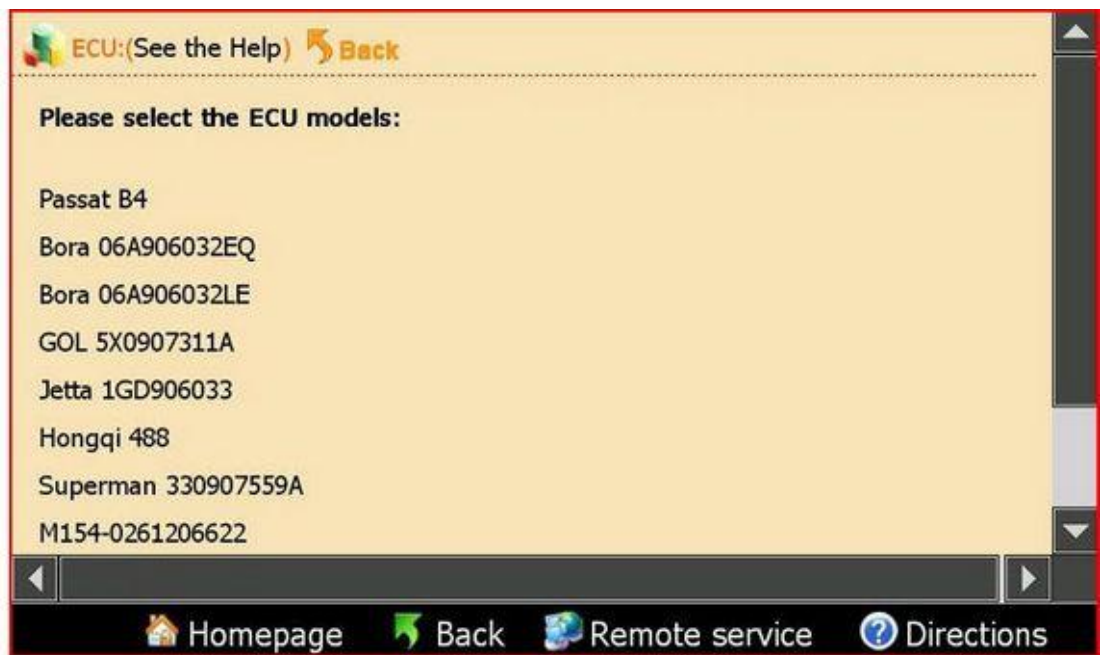 ECU:(See the Help) Back
Please select the ECU models:
Passat B4
Bora 06A906032EQ
Bora 06A906032LE
GOL 5X0907311A
Jetta 1GD906033
Hongqi 488
Superman 330907559A
M154-0261206622
Homepage Back Remote service Directions